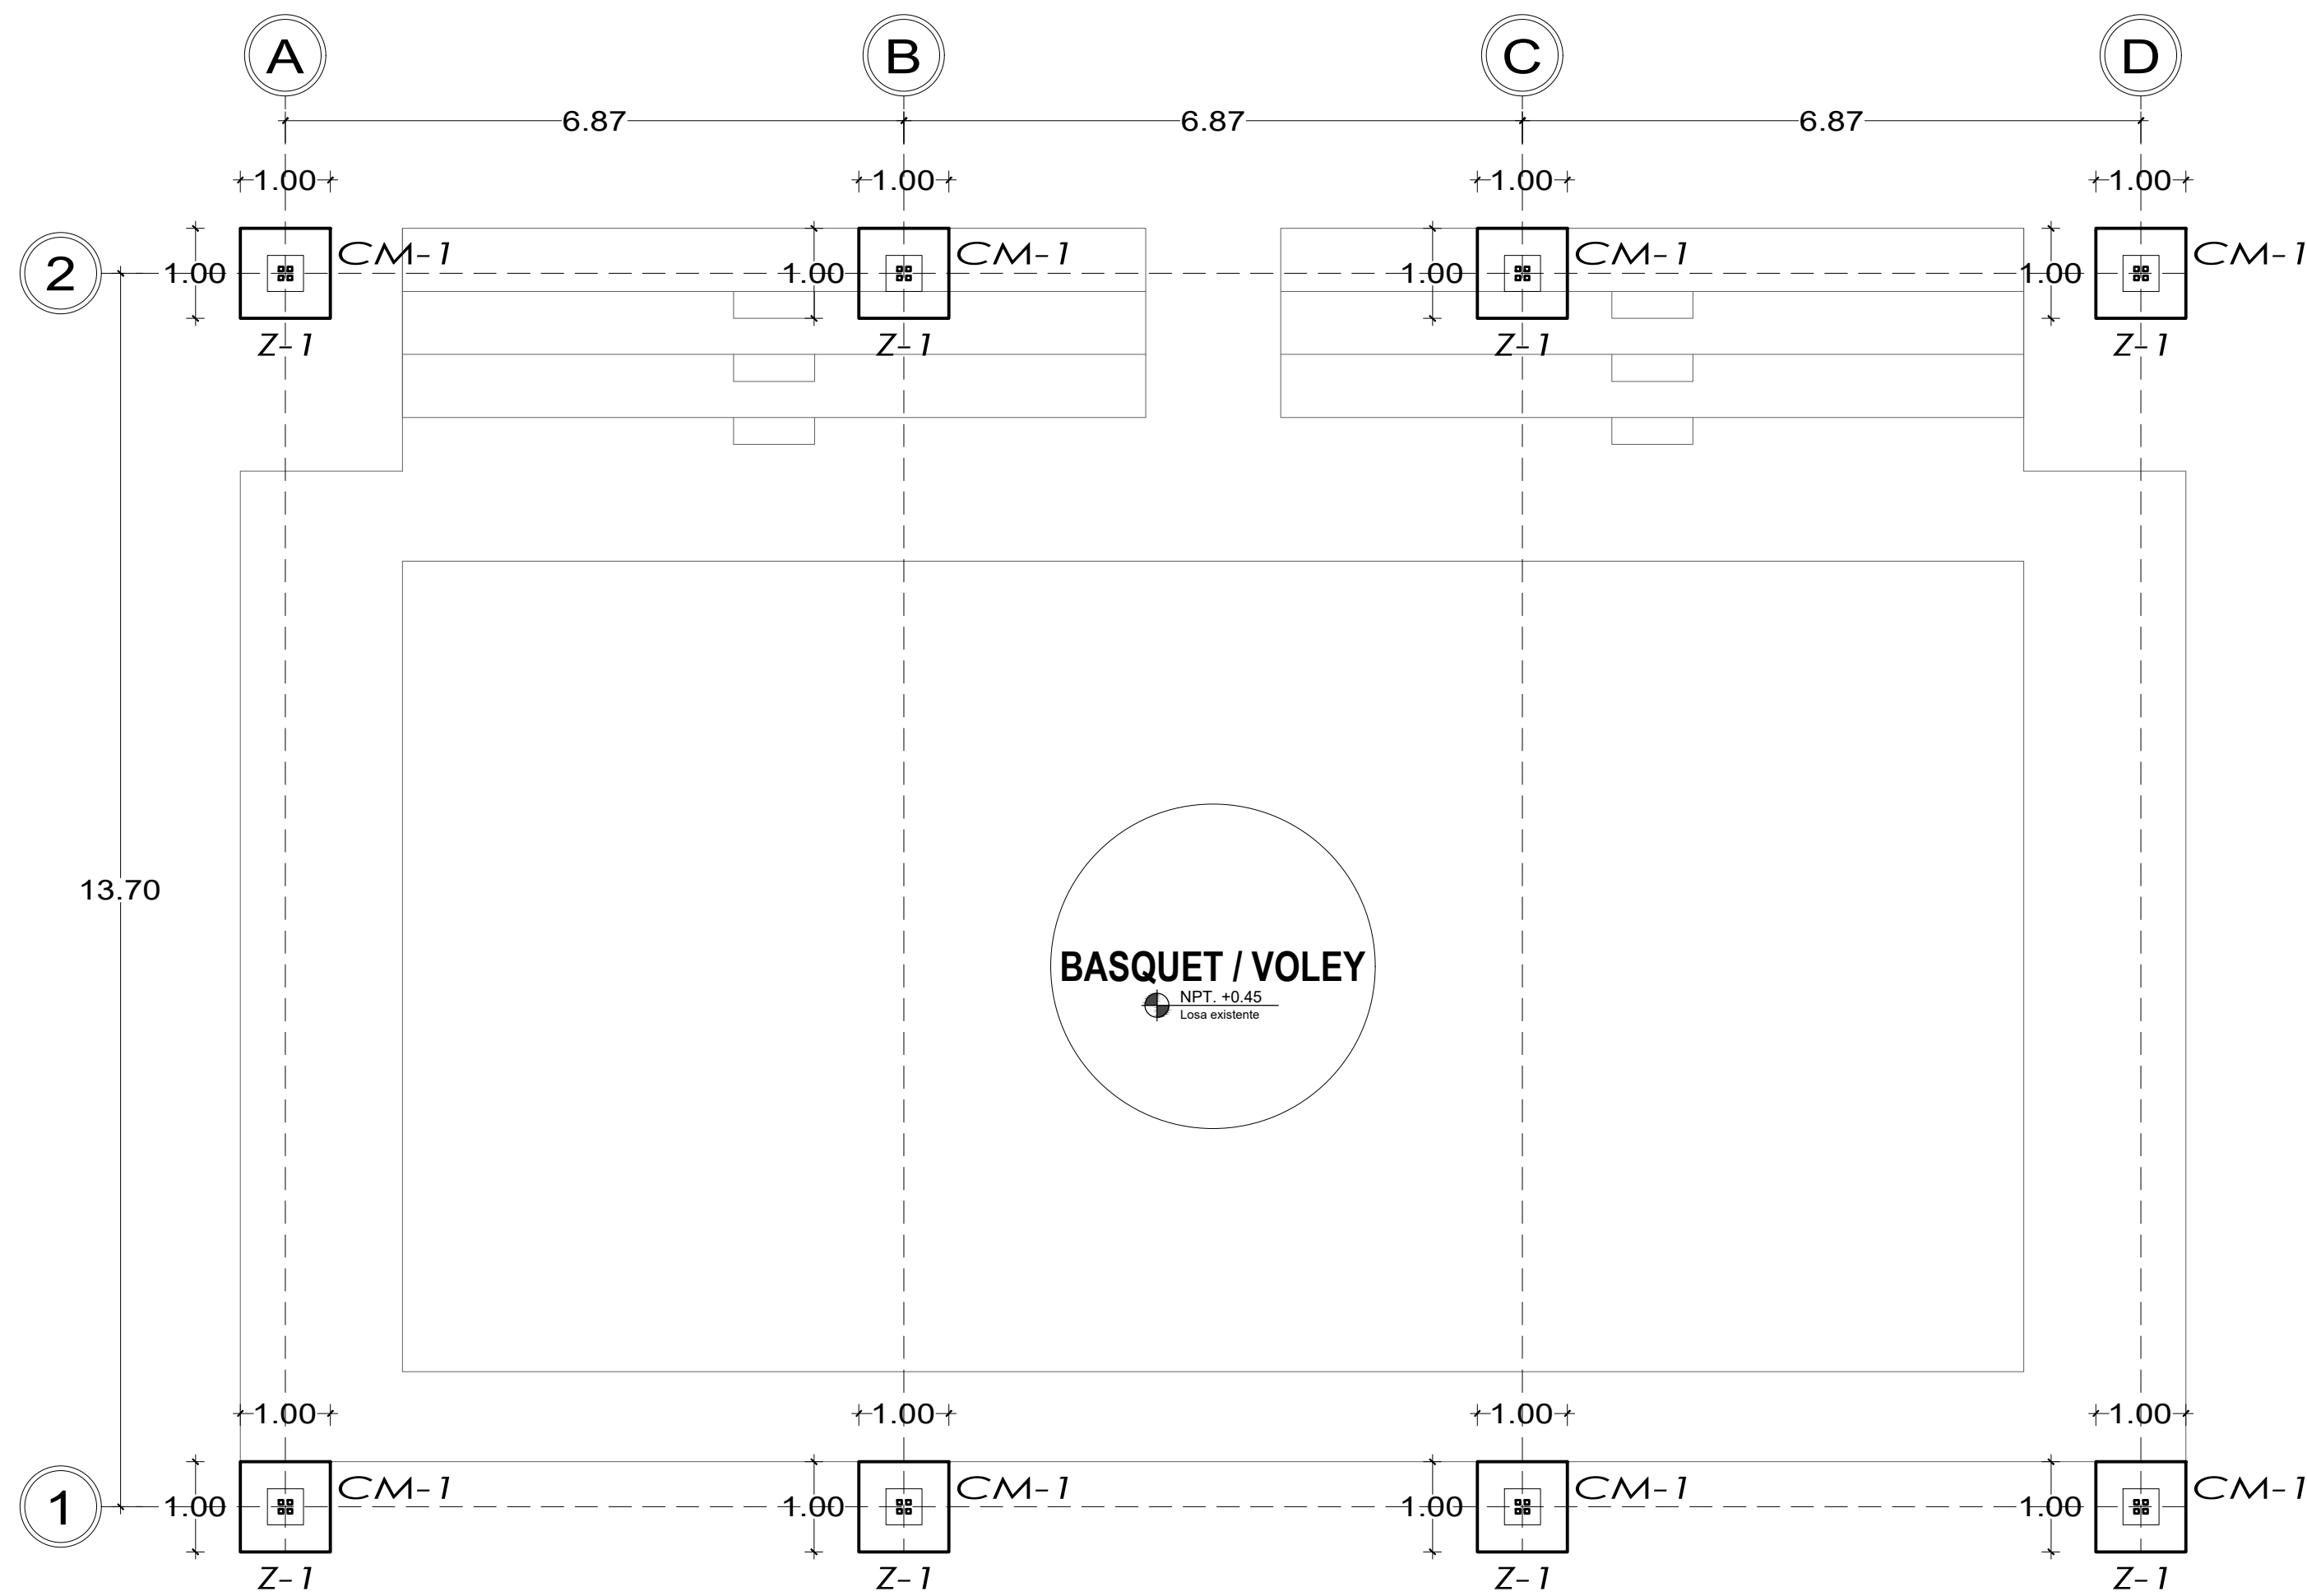 A B C D
6.87 6.87 6.87
1.00 1.00 1.00 1.00
2
CM-1 CM-1 CM-1 CM-1
1.00 1.00 1.00 1.00
Z-1 Z-1 Z-1 Z-1
13.70
BASQUET / VOLEY
NPT. +0.45
Losa existente
1.00 1.00 1.00 1.00
CM-1 CM-1 CM-1 CM-1
1
1.00 1.00 1.00 1.00
Z-1 Z-1 Z-1 Z-1